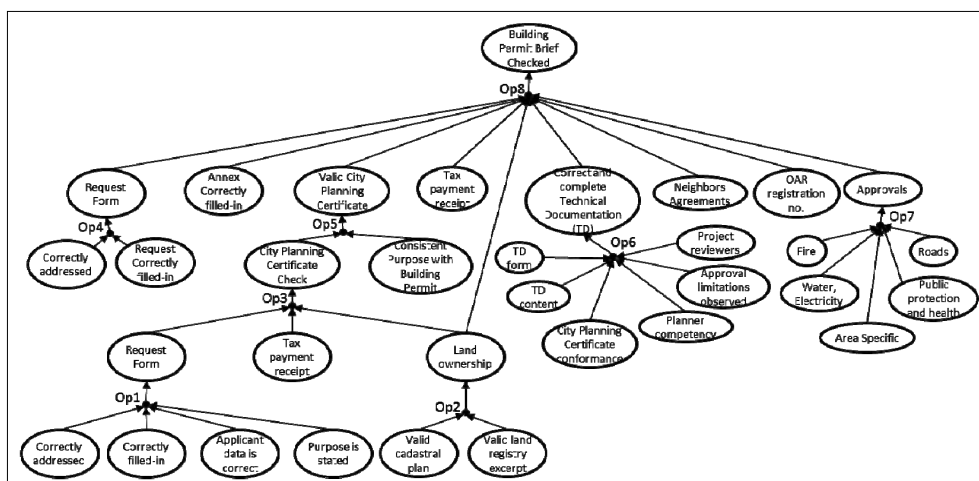 Building
Permit Brief
Checked
Op8
Request
Form
Annex
Correctly
filled-in
Valic City
Planning
Certificate
Tax
payment
receipt
Correct and
complete
Technical
Documentation
(TD)
Neighbors
Agreements
OAR
registration
no.
Approvals
Op4
Op5
Op6
Op7
Correctly
addressed
Request
Correctly
filled-in
City Planning
Certificate
Check
Consistent
Purpose with
Building
Permit
TD
form
TD
content
City Planning
Certificate
conformance
Planner
competency
Approval
limitations
observed
Project
reviewers
Fire
Water,
Electricity
Area Specific
Public
protection
and health
Roads
Op3
Request
Form
Tax
payment
receipt
Land
ownership
Op1
Op2
Correctly
addressec
Correctly
filled-in
Applicant
data is
correct
Purpose is
stated
Valid
cadastral
plan
Valic land
registry
excerpt